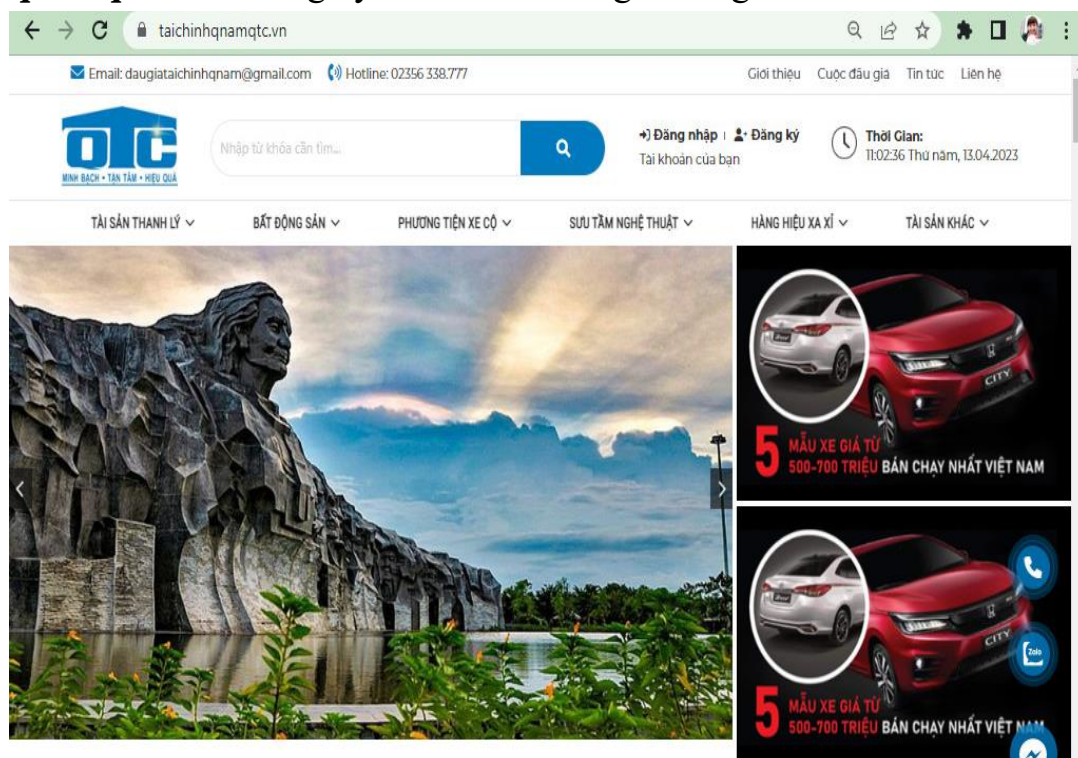 taichinhqnamqtc.vn
Email: daugiataichinhqnam@gmail.com Hotline: 02356 338.777 Giới thiệu Cuộc đấu giá Tin tức Liên hệ
QTC
MINH BẠCH • TẬN TÂM • HIỆU QUẢ
Nhập từ khóa cần tìm...
Đăng nhập Đăng ký
Tài khoản của bạn
Thời Gian:
11:02:36 Thứ năm, 13.04.2023
TÀI SẢN THANH LÝ BẤT ĐỘNG SẢN PHƯƠNG TIỆN XE CỘ SƯU TẦM NGHỆ THUẬT HÀNG HIỆU XA XỈ TÀI SẢN KHÁC
CITY
5 MẪU XE GIÁ TỪ
500-700 TRIỆU BÁN CHẠY NHẤT VIỆT NAM
CITY
Zalo
5 MẪU XE GIÁ TỪ
500-700 TRIỆU BÁN CHẠY NHẤT VIỆT NAM